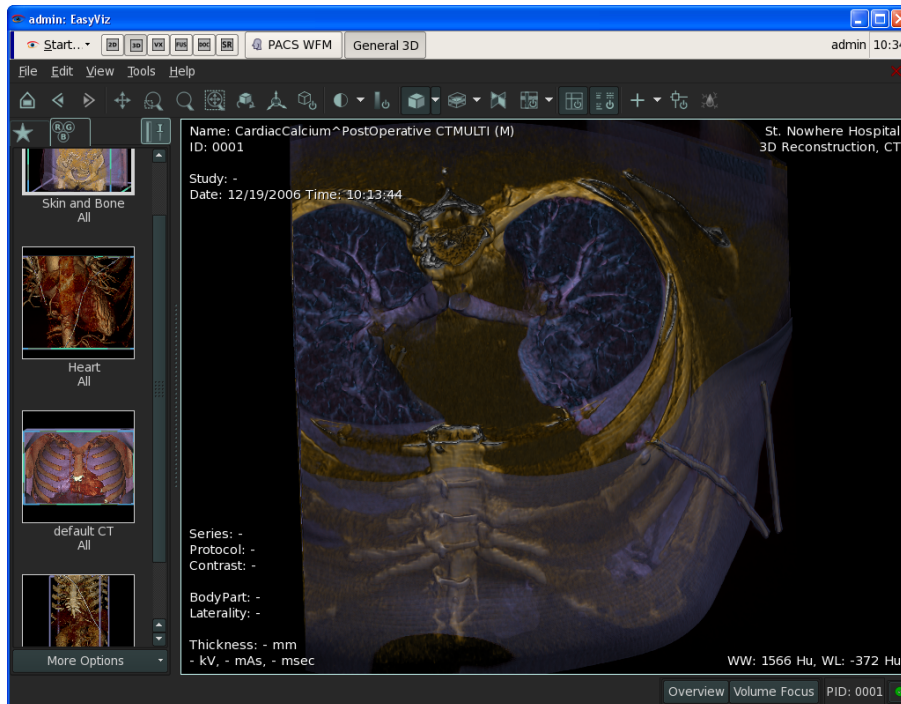 admin: EasyViz
Start...
2D 3D VX FUS DOC SR
PACS WFM
General 3D
admin 10:34
File Edit View Tools Help
RGB
Name: CardiacCalcium^PostOperative CTMULTI (M)
ID: 0001
Study: -
Date: 12/19/2006 Time: 10:13:44
St. Nowhere Hospital
3D Reconstruction, CT
Skin and Bone
All
Heart
All
default CT
All
More Options
Series: -
Protocol: -
Contrast: -
BodyPart: -
Laterality: -
Thickness: - mm
- kV, - mAs, - msec
WW: 1566 Hu, WL: -372 Hu
Overview
Volume Focus
PID: 0001